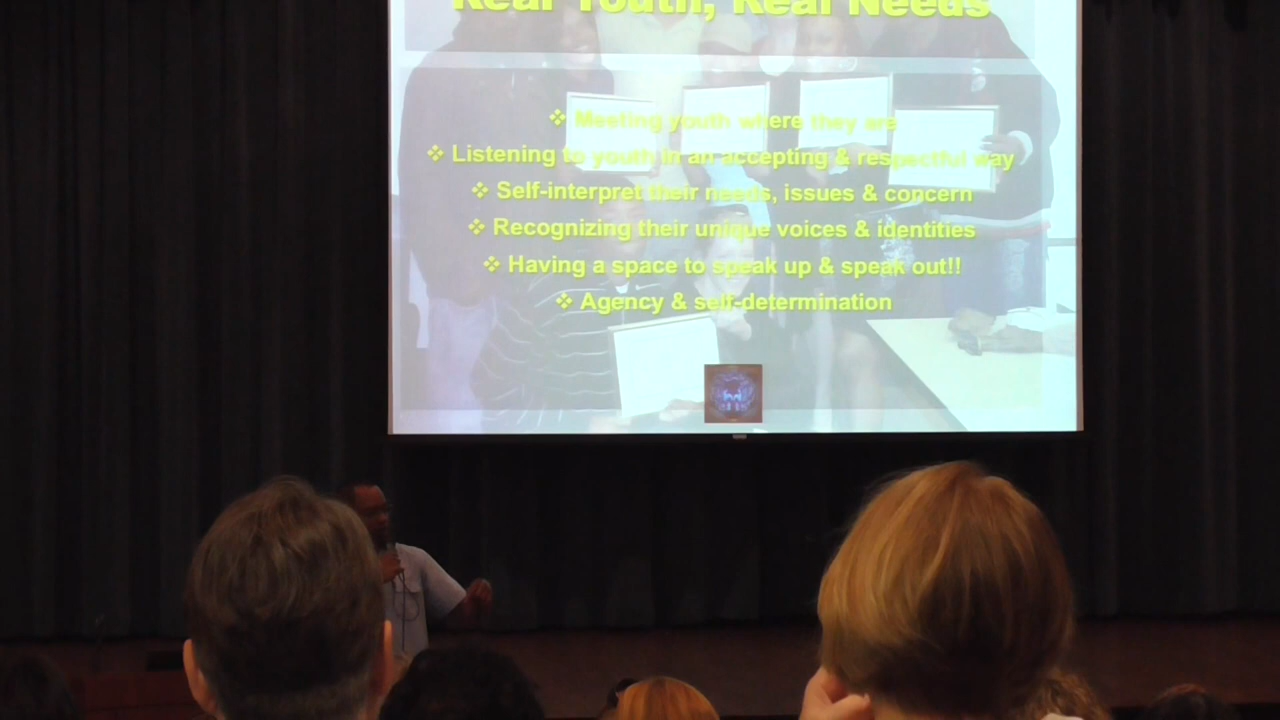 Real Youth, Real Needs
❖ Meeting youth where they are
❖ Listening to youth in an accepting & respectful way
❖ Self-interpret their needs, issues & concern
❖ Recognizing their unique voices & identities
❖ Having a space to speak up & speak out!!
❖ Agency & self-determination